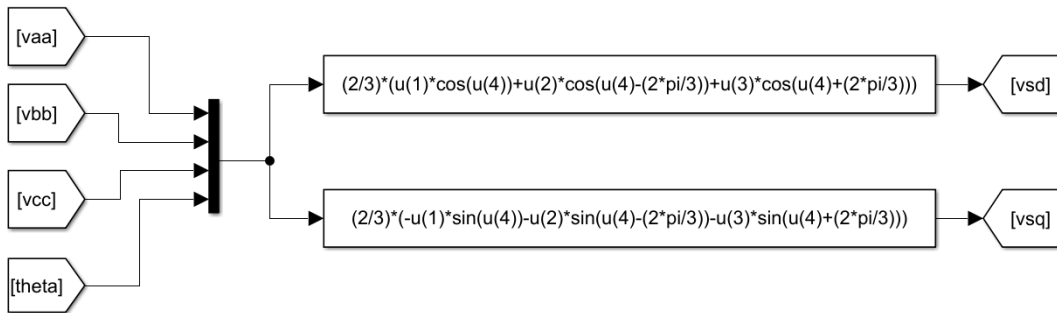 [vaa]
[vbb]
[vcc]
[theta]
(2/3)*(u(1)*cos(u(4))+u(2)*cos(u(4)-(2*pi/3))+u(3)*cos(u(4)+(2*pi/3)))
[vsd]
(2/3)*(-u(1)*sin(u(4))-u(2)*sin(u(4)-(2*pi/3))-u(3)*sin(u(4)+(2*pi/3)))
[vsq]